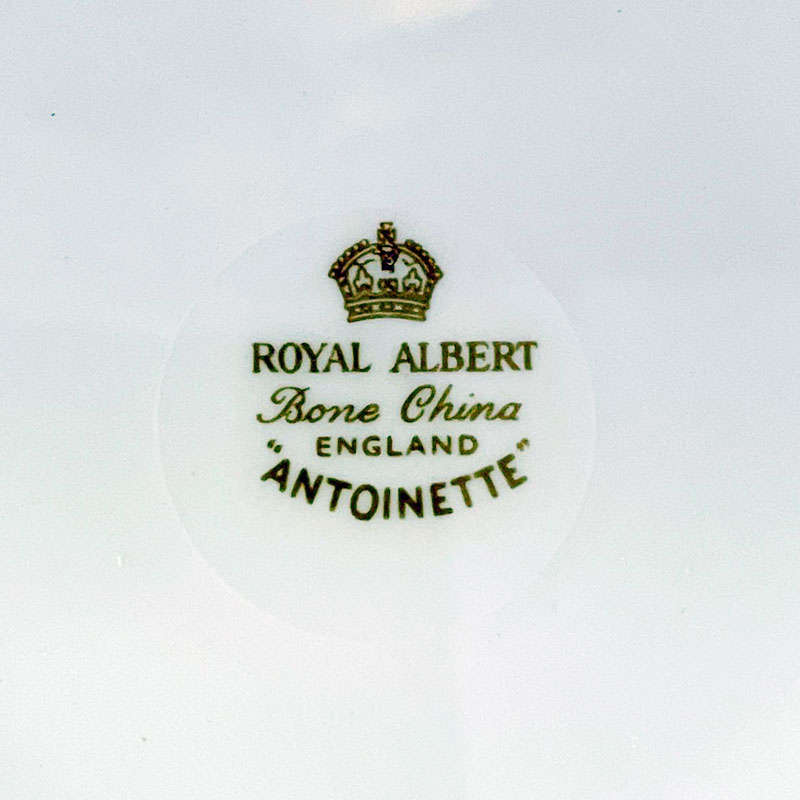 ROYAL ALBERT
Bone China
ENGLAND
"ANTOINETTE"